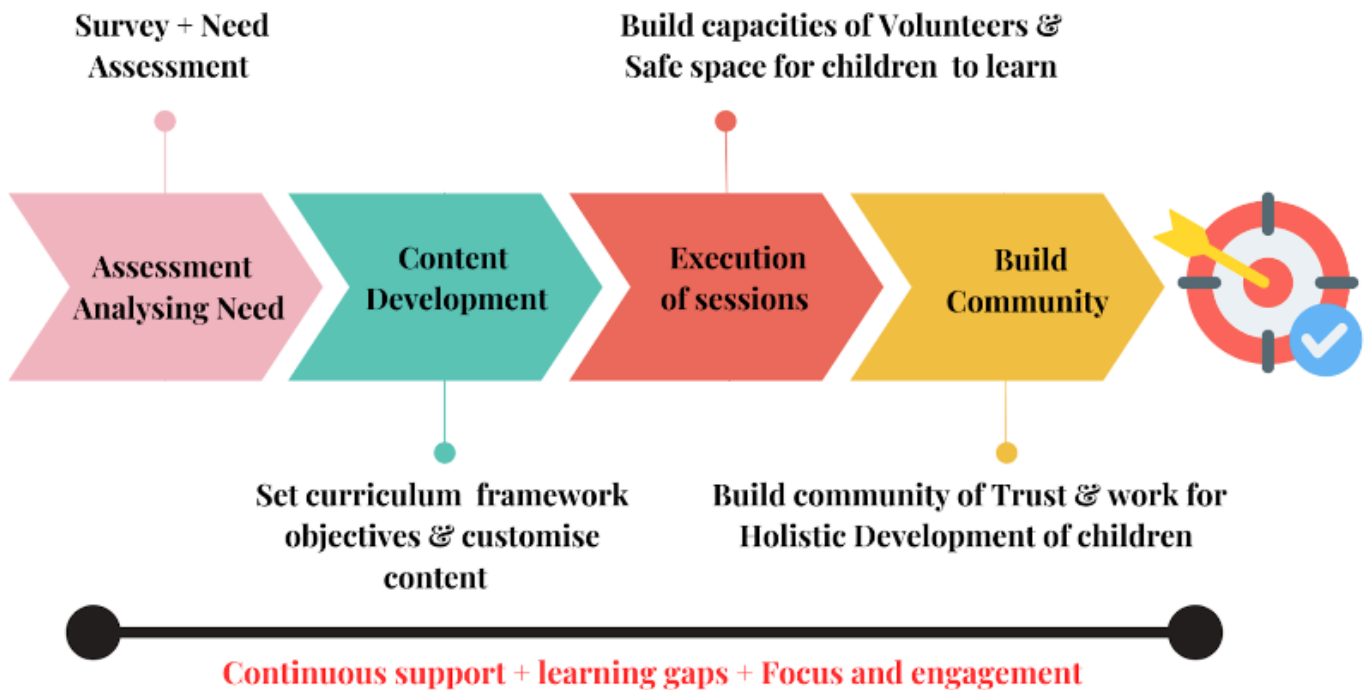 Survey + Need
Assessment
Build capacities of Volunteers &
Safe space for children to learn
Assessment
Analysing Need
Content
Development
Execution
of sessions
Build
Community
Set curriculum framework
objectives & customise
content
Build community of Trust & work for
Holistic Development of children
Continuous support + learning gaps + Focus and engagement